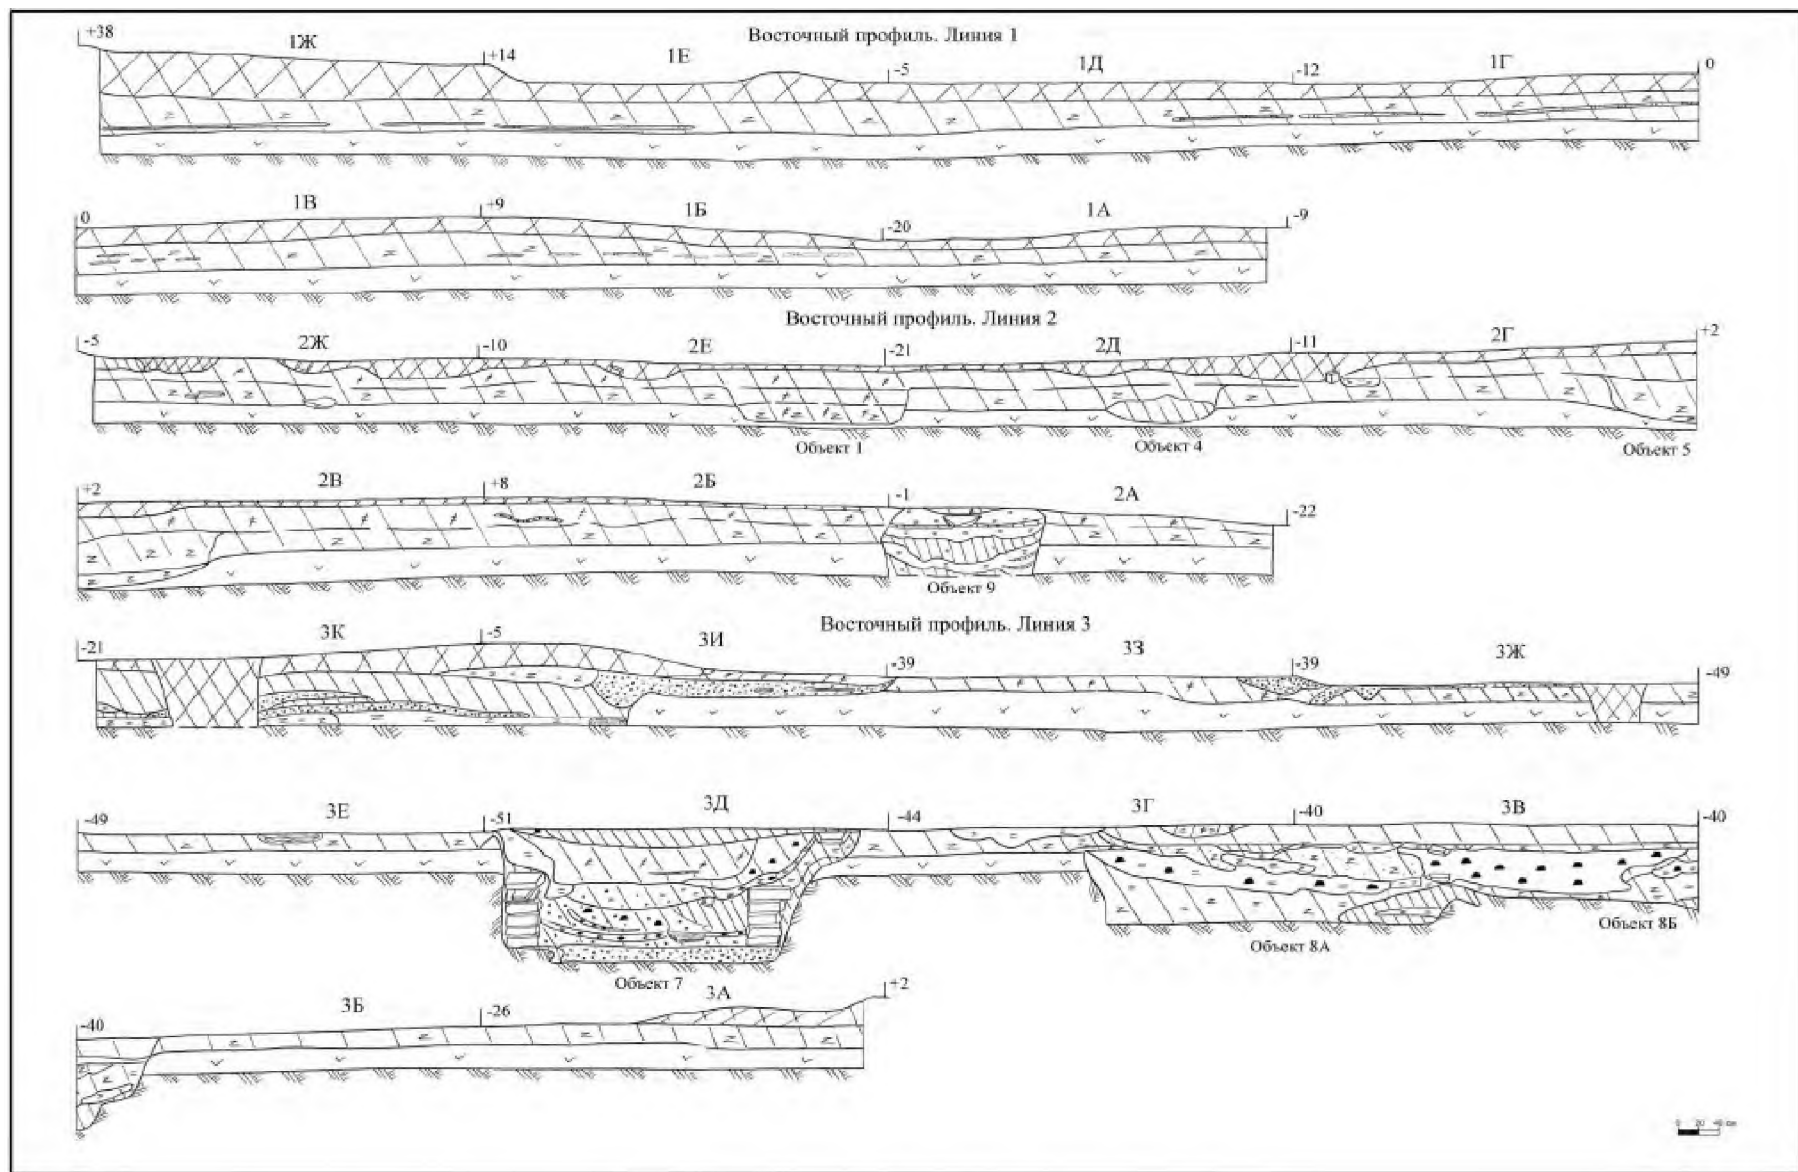 Восточный профиль. Линия 1
+38 1Ж +14 1Е -5 1Д -12 1Г 0
0 1В +9 1Б -20 1А -9
Восточный профиль. Линия 2
-5 2Ж -10 2Е -21 2Д -11 2Г +2
Объект 1 Объект 4 Объект 5
+2 2В +8 2Б -1 2А -22
Объект 9
Восточный профиль. Линия 3
-21 3К -5 3И -39 3З -39 3Ж -49
-49 3Е -51 3Д -44 3Г -40 3В -40
Объект 7 Объект 8А Объект 8Б
-40 3Б -26 3А +2
0 20 40 см